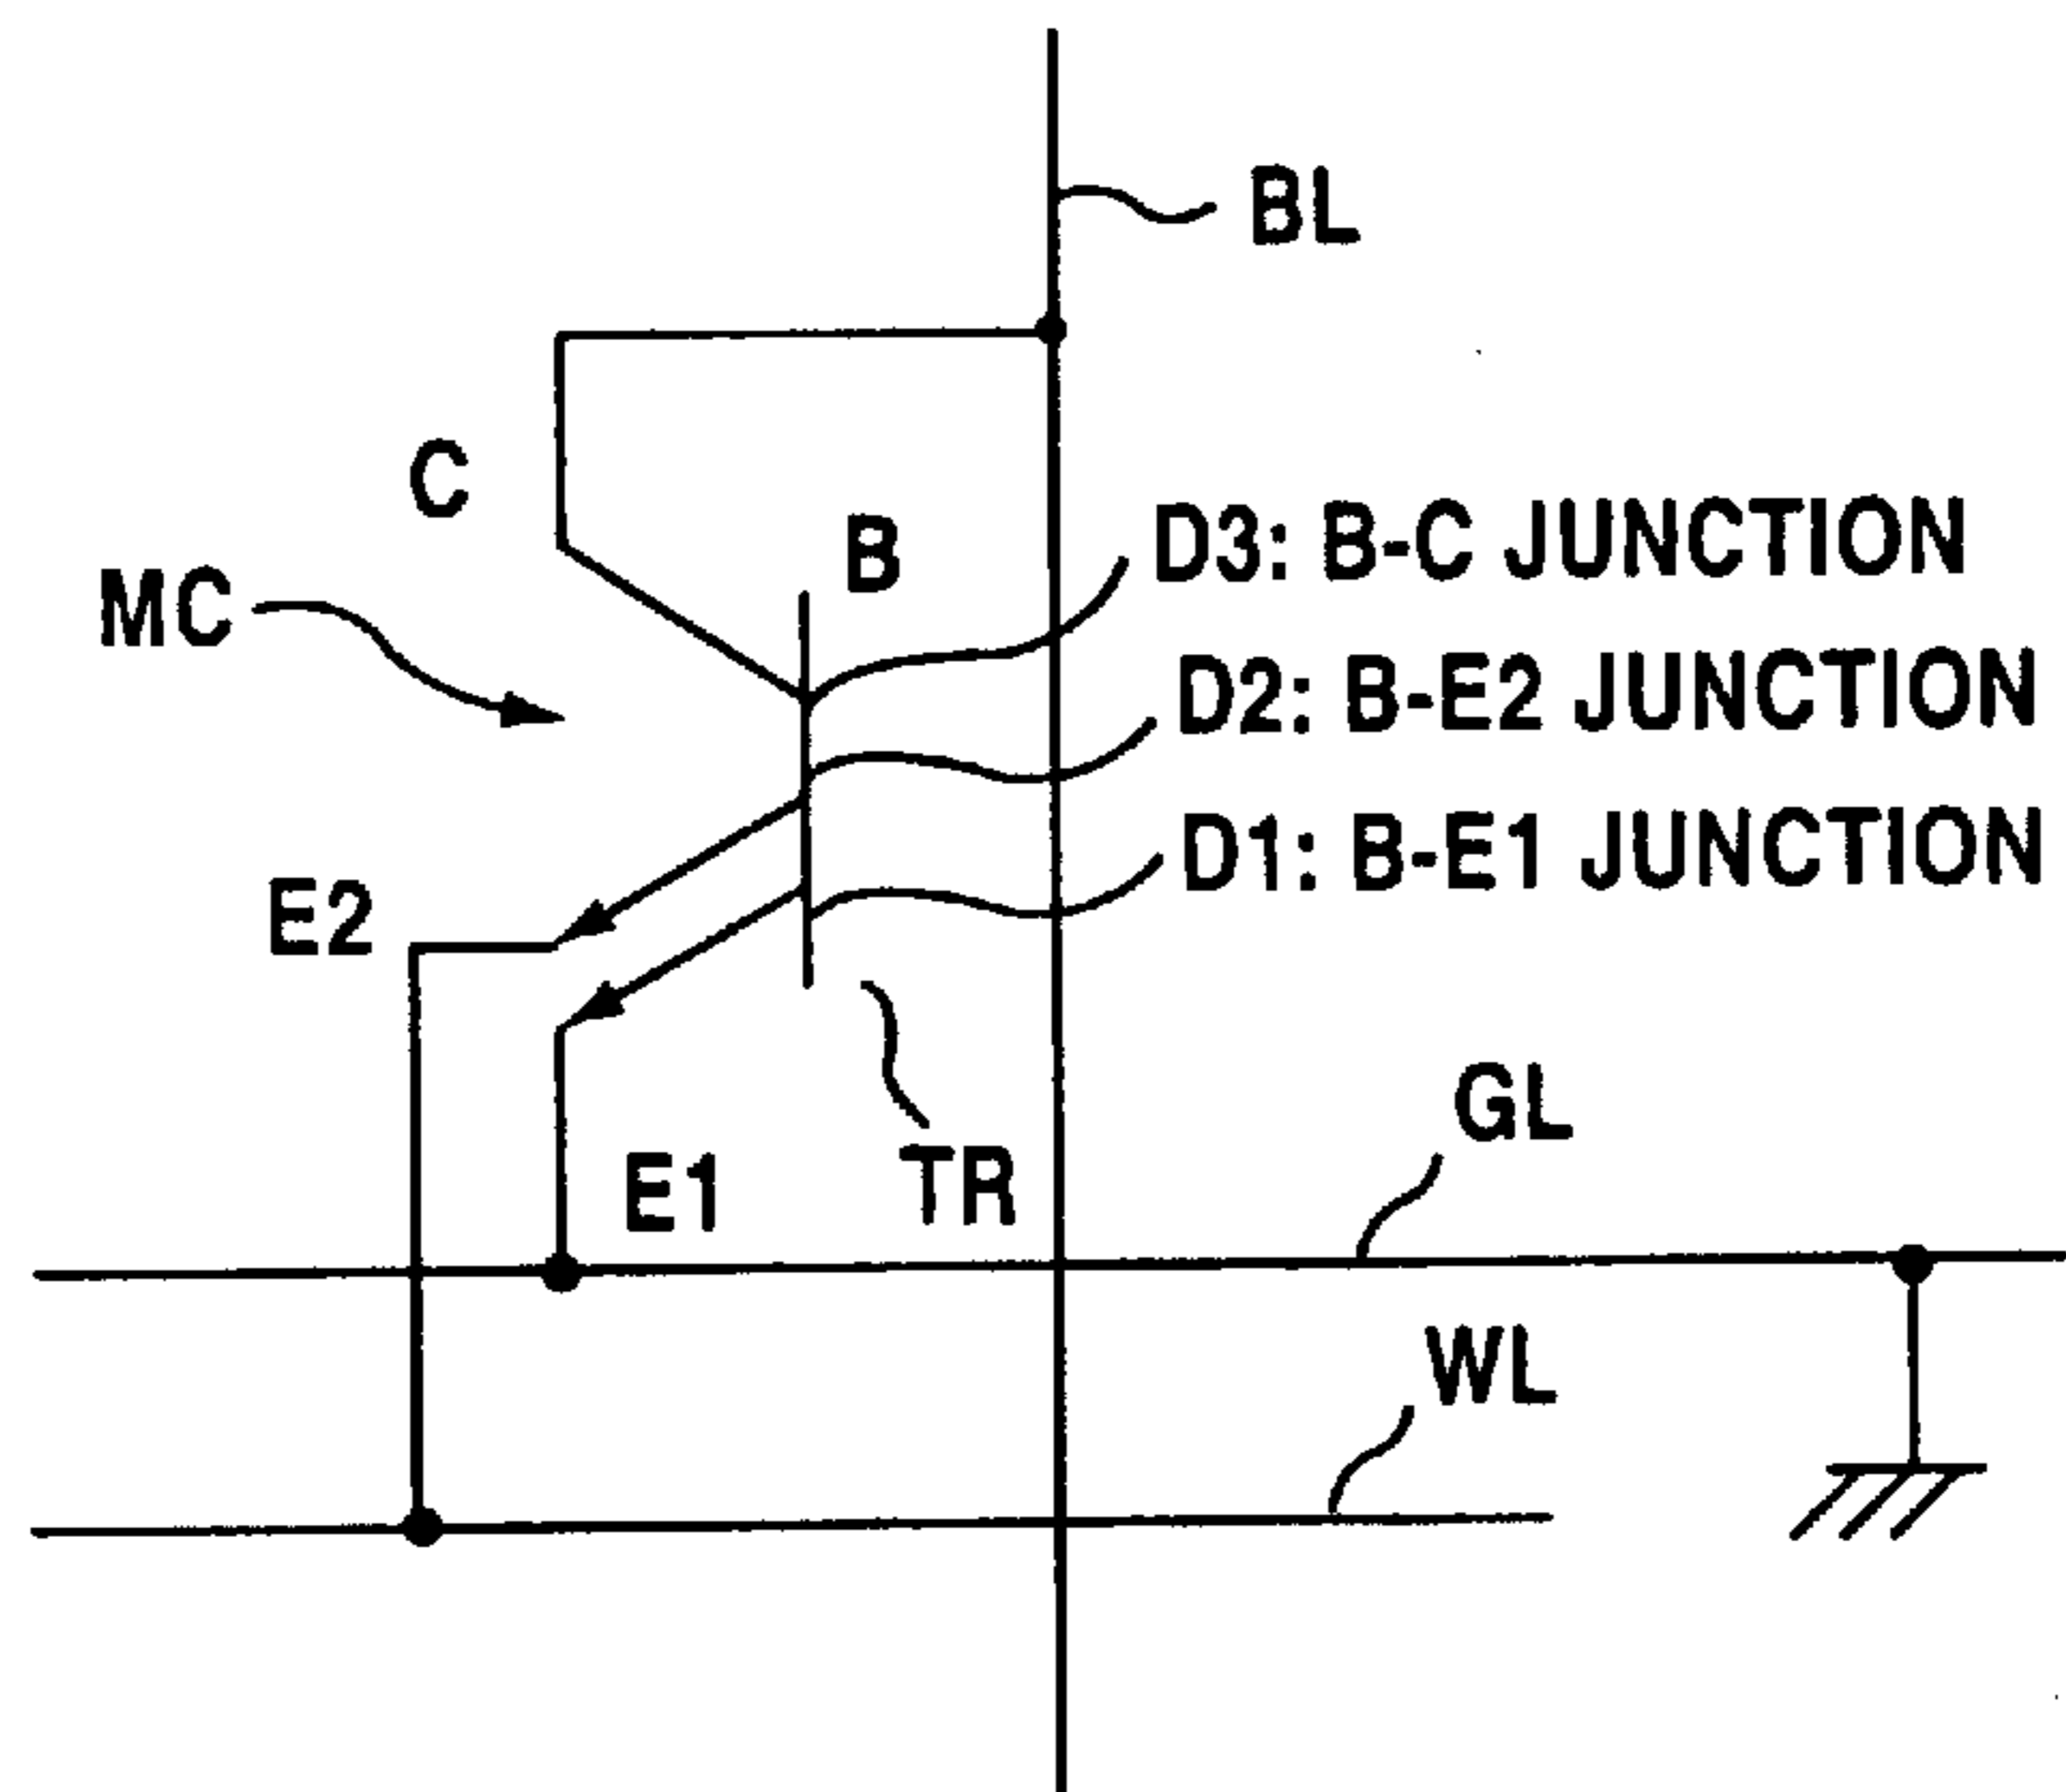 BL
C
B
D3: B-C JUNCTION
MC
D2: B-E2 JUNCTION
D1: B-E1 JUNCTION
E2
GL
E1
TR
WL